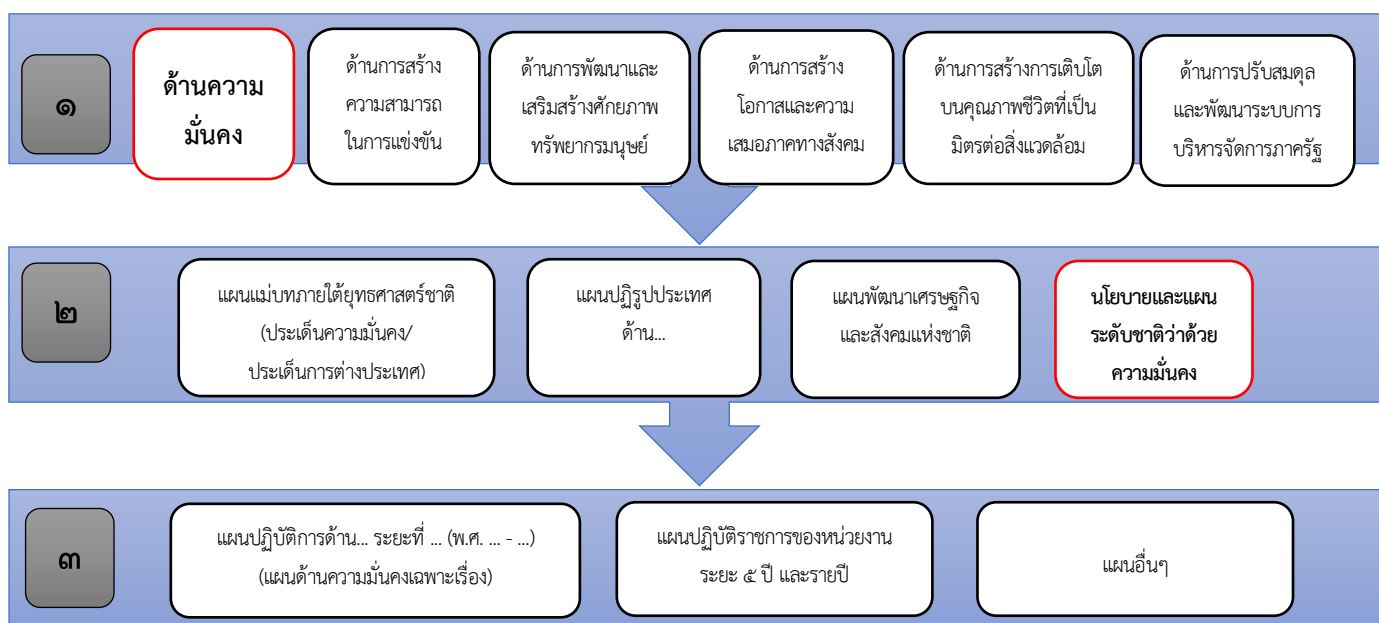 ๑
ด้านความ
มั่นคง
ด้านการสร้าง
ความสามารถ
ในการแข่งขัน
ด้านการพัฒนาและ
เสริมสร้างศักยภาพ
ทรัพยากรมนุษย์
ด้านการสร้าง
โอกาสและความ
เสมอภาคทางสังคม
ด้านการสร้างการเติบโต
บนคุณภาพชีวิตที่เป็น
มิตรต่อสิ่งแวดล้อม
ด้านการปรับสมดุล
และพัฒนาระบบการ
บริหารจัดการภาครัฐ
๒
แผนแม่บทภายใต้ยุทธศาสตร์ชาติ
(ประเด็นความมั่นคง/
ประเด็นการต่างประเทศ)
แผนปฏิรูปประเทศ
ด้าน...
แผนพัฒนาเศรษฐกิจ
และสังคมแห่งชาติ
นโยบายและแผน
ระดับชาติว่าด้วย
ความมั่นคง
๓
แผนปฏิบัติการด้าน... ระยะที่ ... (พ.ศ. ... - ...)
(แผนด้านความมั่นคงเฉพาะเรื่อง)
แผนปฏิบัติราชการของหน่วยงาน
ระยะ ๕ ปี และรายปี
แผนอื่นๆ